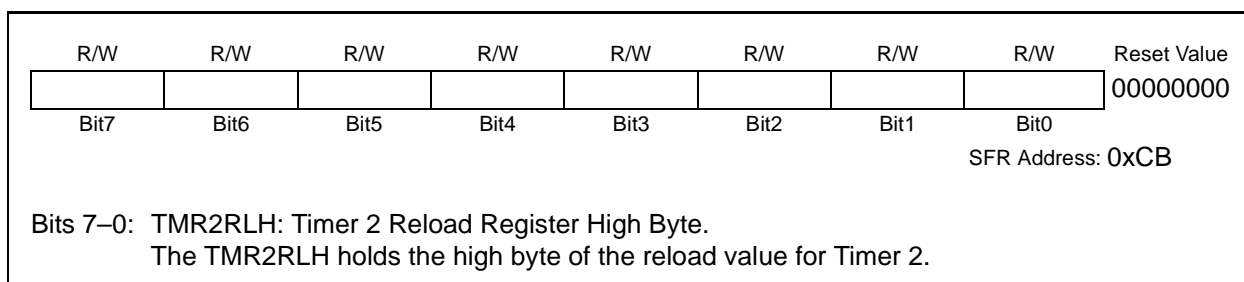 R/W R/W R/W R/W R/W R/W R/W R/W Reset Value
00000000
Bit7 Bit6 Bit5 Bit4 Bit3 Bit2 Bit1 Bit0
SFR Address: 0xCB
Bits 7–0: TMR2RLH: Timer 2 Reload Register High Byte.
The TMR2RLH holds the high byte of the reload value for Timer 2.